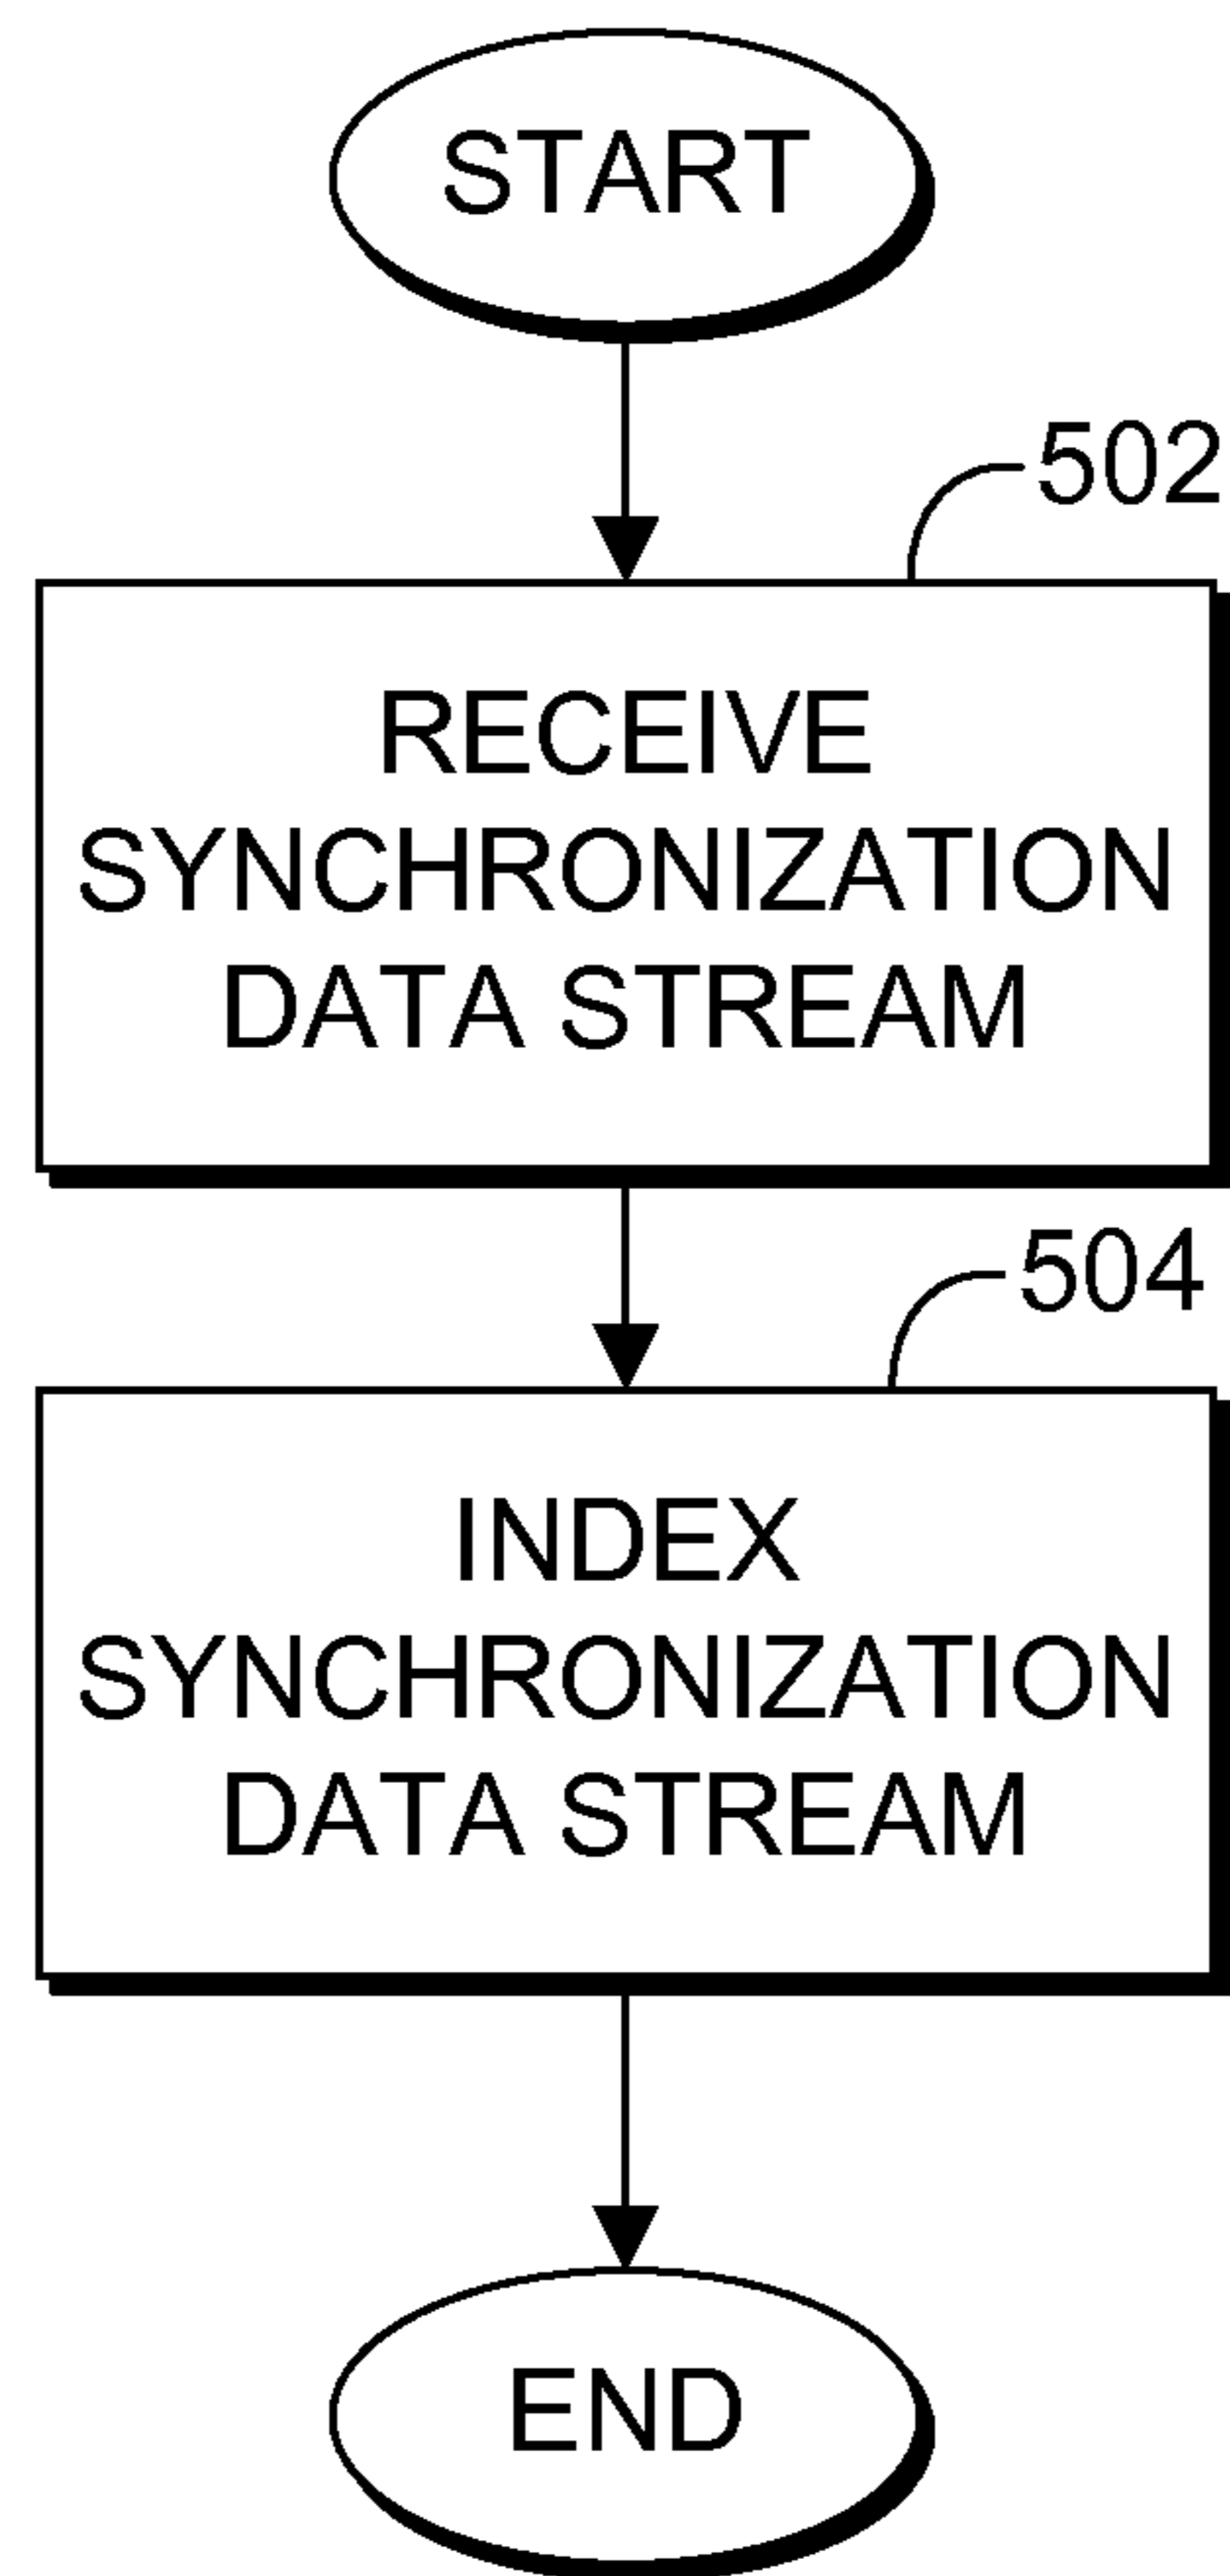 START
502
RECEIVE
SYNCHRONIZATION
DATA STREAM
504
INDEX
SYNCHRONIZATION
DATA STREAM
END